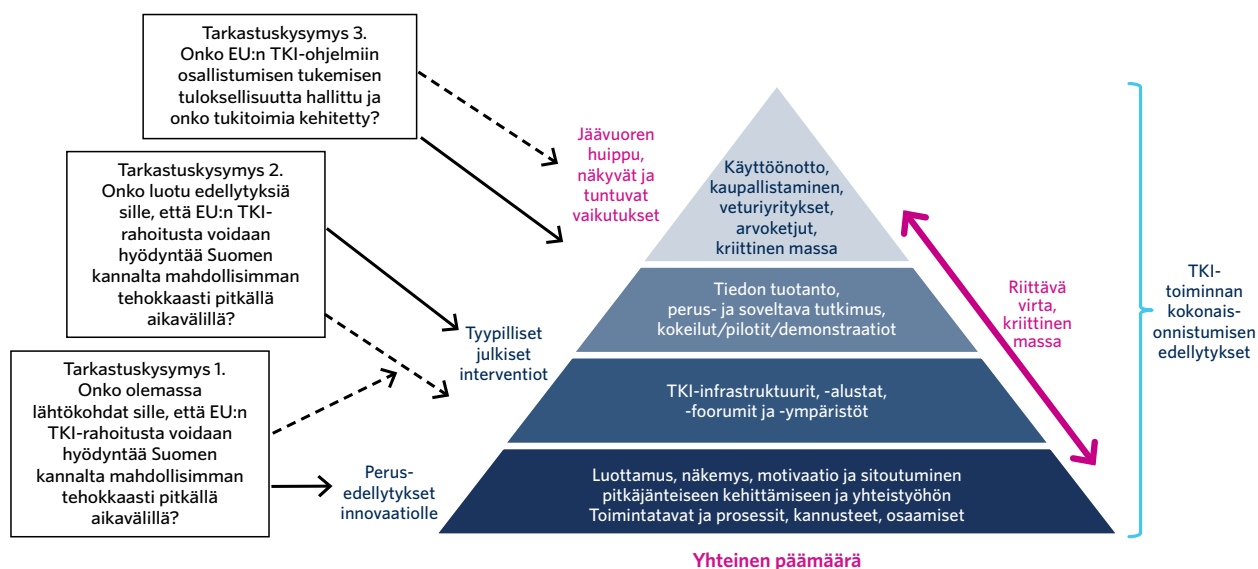 Tarkastuskysymys 3.
Onko EU:n TKI-ohjelmiin
osallistumisen tukemisen
tuloksellisuutta hallittu ja
onko tukitoimia kehitetty?
Tarkastuskysymys 2.
Onko luotu edellytyksiä
sille, että EU:n TKI-
rahoitusta voidaan
hyödyntää Suomen
kannalta mahdollisimman
tehokkaasti pitkällä
aikavälillä?
Tarkastuskysymys 1.
Onko olemassa
lähtökohdat sille, että EU:n
TKI-rahoitusta voidaan
hyödyntää Suomen
kannalta mahdollisimman
tehokkaasti pitkällä
aikavälillä?
Jäävuoren
huippu,
näkyvät ja
tuntuvat
vaikutukset
Tyypilliset
julkiset
interventiot
Perus-
edellytykset
innovaatiolle
Käyttöönotto,
kaupallistaminen,
veturiyritykset,
arvoketjut,
kriittinen massa
Tiedon tuotanto,
perus- ja soveltava tutkimus,
kokeilut/pilotit/demonstraatiot
TKI-infrastruktuurit, -alustat,
-foorumit ja -ympäristöt
Luottamus, näkemys, motivaatio ja sitoutuminen
pitkäjänteiseen kehittämiseen ja yhteistyöhön
Toimintatavat ja prosessit, kannusteet, osaamiset
Yhteinen päämäärä
Riittävä
virta,
kriittinen
massa
TKI-
toiminnan
kokonais-
onnistumisen
edellytykset